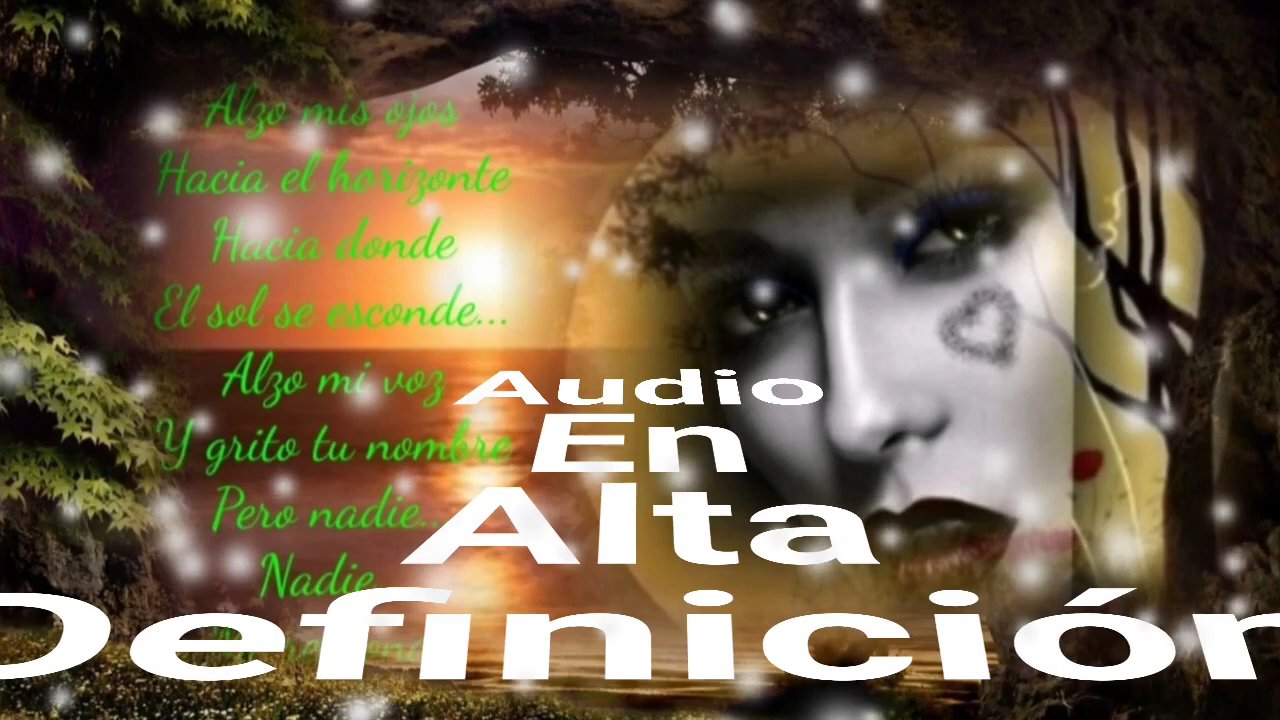 Alzo mis ojos
Hacia el horizonte
Hacia donde
El sol se esconde...
Alzo mi voz
Y grito tu nombre
Pero nadie..
Nadie
Audio
En
Alta
Definición